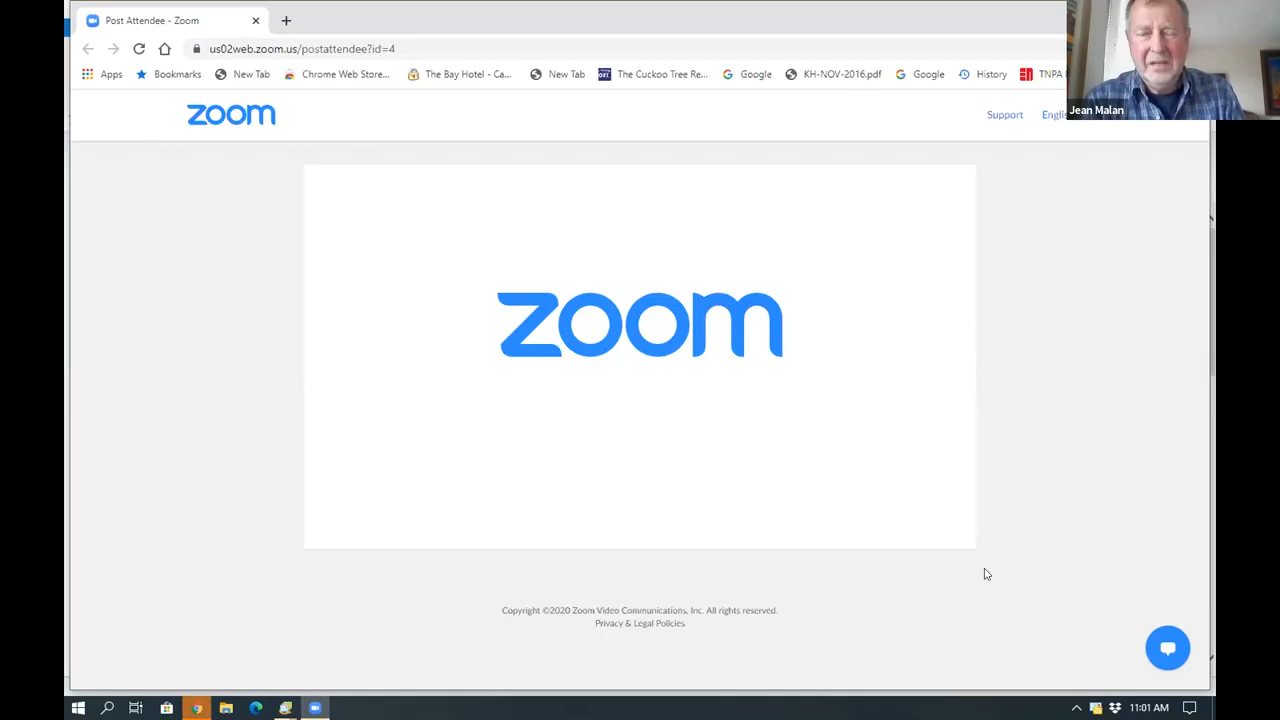 Post Attendee - Zoom
us02web.zoom.us/postattendee?id=4
Apps Bookmarks New Tab Chrome Web Store... The Bay Hotel - Ca... New Tab The Cuckoo Tree Re... Google KH-NOV-2016.pdf Google History TNPA
zoom
Support Englis
Jean Malan
zoom
Copyright ©2020 Zoom Video Communications, Inc. All rights reserved.
Privacy & Legal Policies
11:01 AM